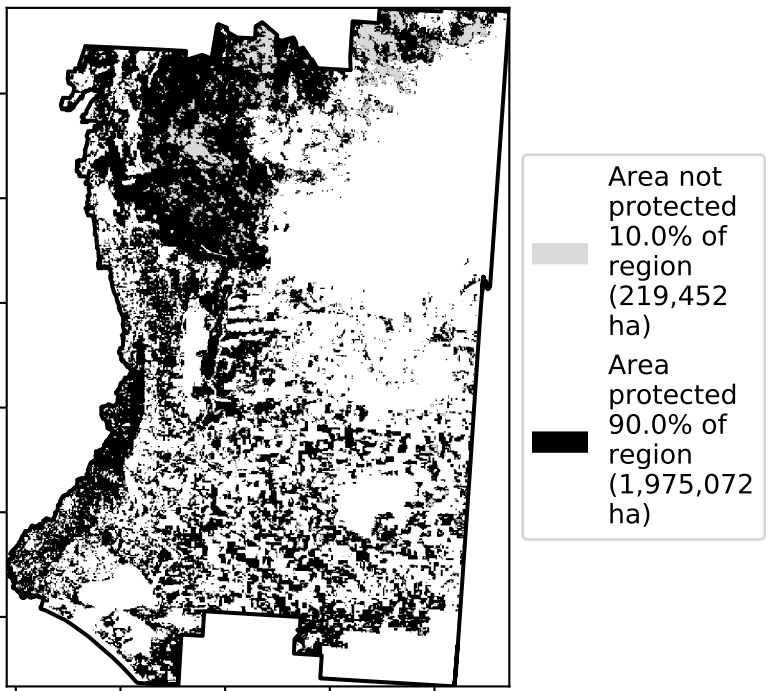 Area not
protected
10.0% of
region
(219,452
ha)
Area
protected
90.0% of
region
(1,975,072
ha)